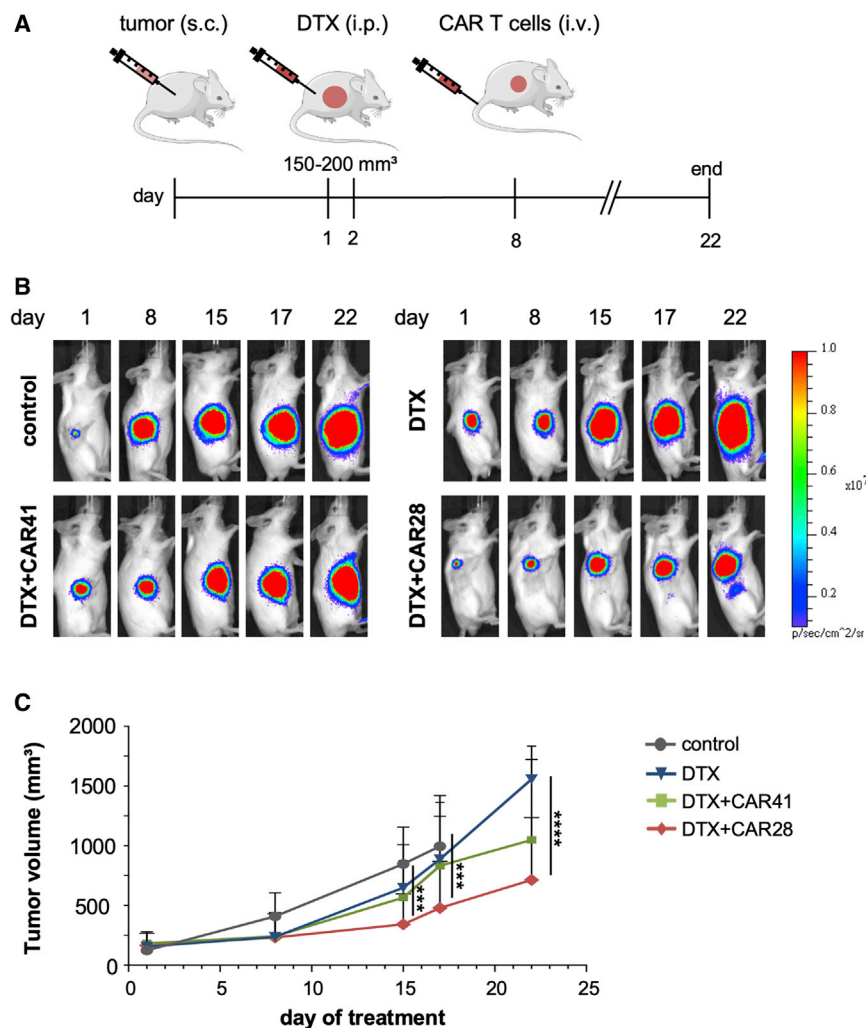 A
tumor (s.c.) DTX (i.p.) CAR T cells (i.v.)
150-200 mm³ end
day
1 2 8 22
B
day 1 8 15 17 22 day 1 8 15 17 22
control DTX
DTX+CAR41 DTX+CAR28
1.0
0.8
0.6
x10⁷
0.4
0.2
p/sec/cm^2/sr
C
Tumor volume (mm³)
2000
1500
1000
500
0
0 5 10 15 20 25
day of treatment
*** *** ****
control
DTX
DTX+CAR41
DTX+CAR28